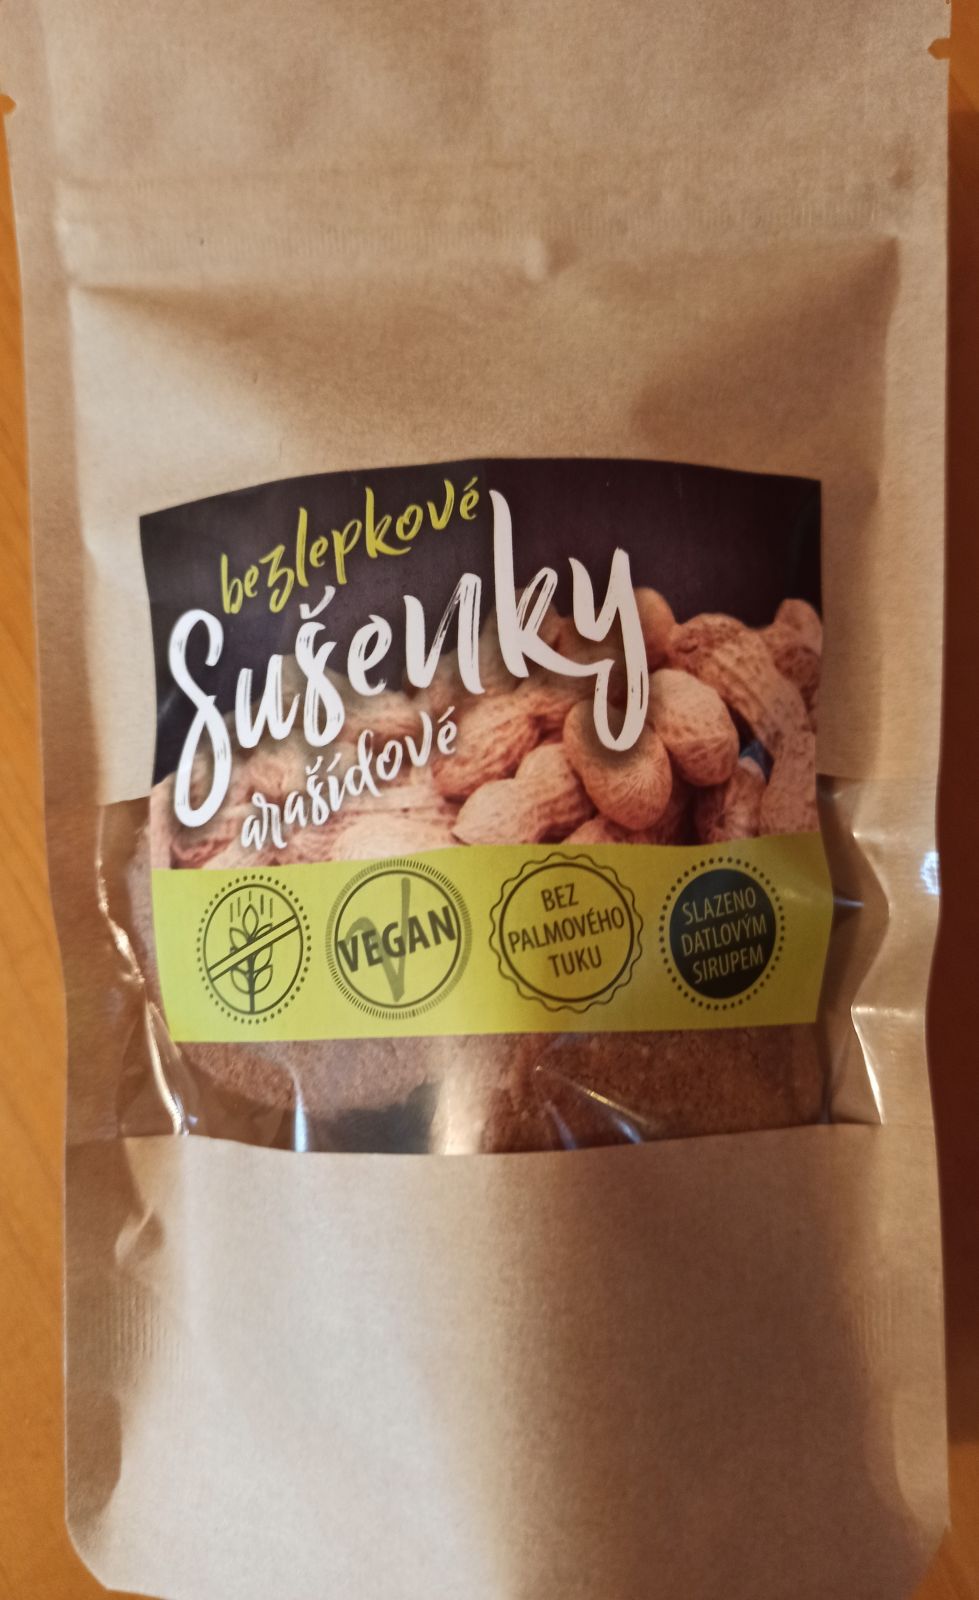 bezlepkové
Sušenky
arašídové
VEGAN
BEZ
PALMOVÉHO
TUKU
SLAZENO
DATLOVÝM
SIRUPEM